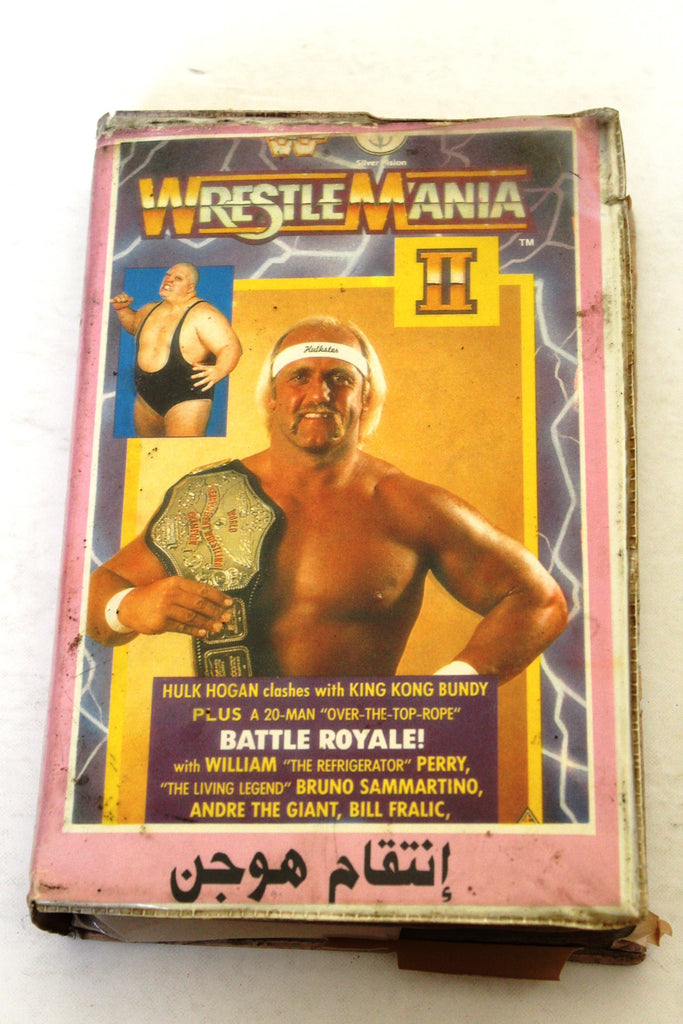 Silver Vision
WRESTLEMANIA
TM
II
Hulkster
WORLD
HULK HOGAN clashes with KING KONG BUNDY
PLUS A 20-MAN "OVER-THE-TOP-ROPE"
BATTLE ROYALE!
with WILLIAM "THE REFRIGERATOR" PERRY,
"THE LIVING LEGEND" BRUNO SAMMARTINO,
ANDRE THE GIANT, BILL FRALIC,
إنتقام هوجن